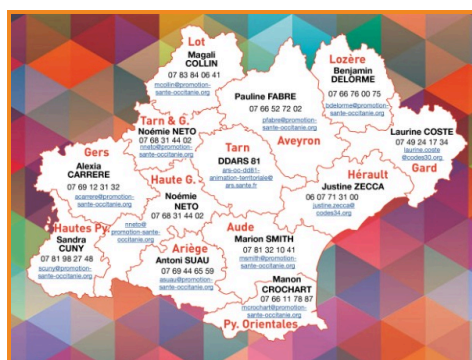 Lot
Magali
COLLIN
07 83 84 06 41
mcollin@promotion-
sante-occitanie.org
Lozère
Benjamin
DELORME
07 66 76 00 75
bdelorme@promotion-
sante-occitanie.org
Pauline FABRE
07 66 52 72 02
pfabre@promotion-
sante-occitanie.org
Aveyron
Laurine COSTE
07 49 24 17 34
laurine.coste
@codes30.org
Gard
Tarn & G.
Noémie NETO
07 68 31 44 02
nneto@promotion-
sante-occitanie.org
Gers
Alexia
CARRERE
07 69 12 31 32
acarrere@promotion-
sante-occitanie.org
Tarn
DDARS 81
ars-oc-dd81-
animation-territoriale@
ars.sante.fr
Hérault
Justine ZECCA
06 07 71 31 00
justine.zecca@
codes34.org
Haute G.
Noémie
NETO
07 68 31 44 02
nneto@
promotion-sante-
occitanie.org
Hautes Py.
Sandra
CUNY
07 81 98 27 48
scuny@promotion-
sante-occitanie.org
Ariège
Antoni SUAU
07 69 44 65 59
asuau@promotion-
sante-occitanie.org
Aude
Marion SMITH
07 81 32 10 41
msmith@promotion-
sante-occitanie.org
Manon
CROCHART
07 66 11 78 87
mcrochart@promotion-
sante-occitanie.org
Py. Orientales